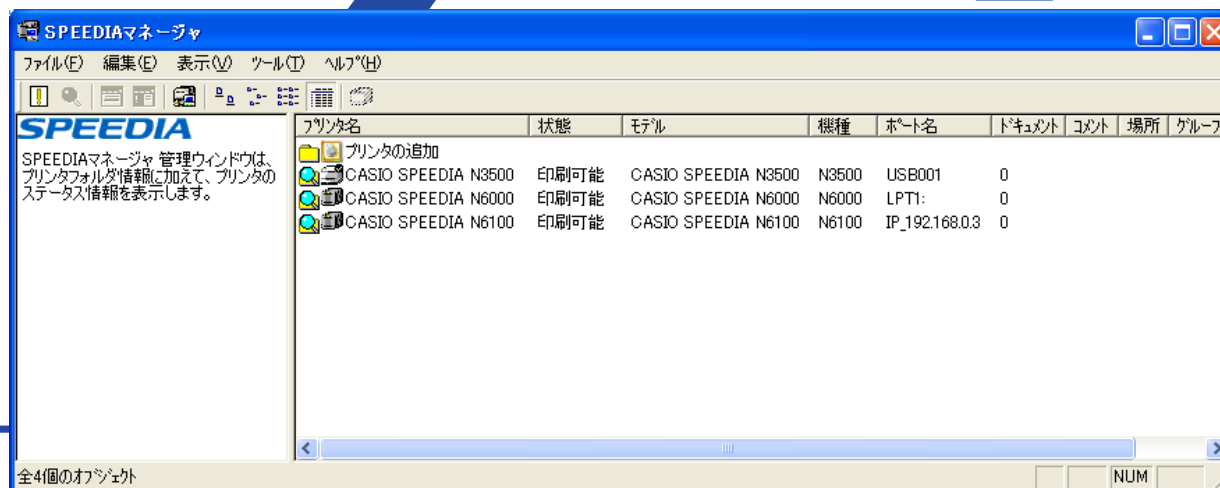 SPEEDIAマネージャ
ファイル(F) 編集(E) 表示(V) ツール(T) ヘルプ(H)
SPEEDIA
SPEEDIAマネージャ 管理ウィンドウは、
プリンタフォルダ情報に加えて、プリンタの
ステータス情報を表示します。
プリンタ名 状態 モデル 機種 ポート名 ドキュメント コメント 場所 グループ
プリンタの追加
CASIO SPEEDIA N3500 印刷可能 CASIO SPEEDIA N3500 N3500 USB001 0
CASIO SPEEDIA N6000 印刷可能 CASIO SPEEDIA N6000 N6000 LPT1: 0
CASIO SPEEDIA N6100 印刷可能 CASIO SPEEDIA N6100 N6100 IP_192.168.0.3 0
全4個のオブジェクト NUM